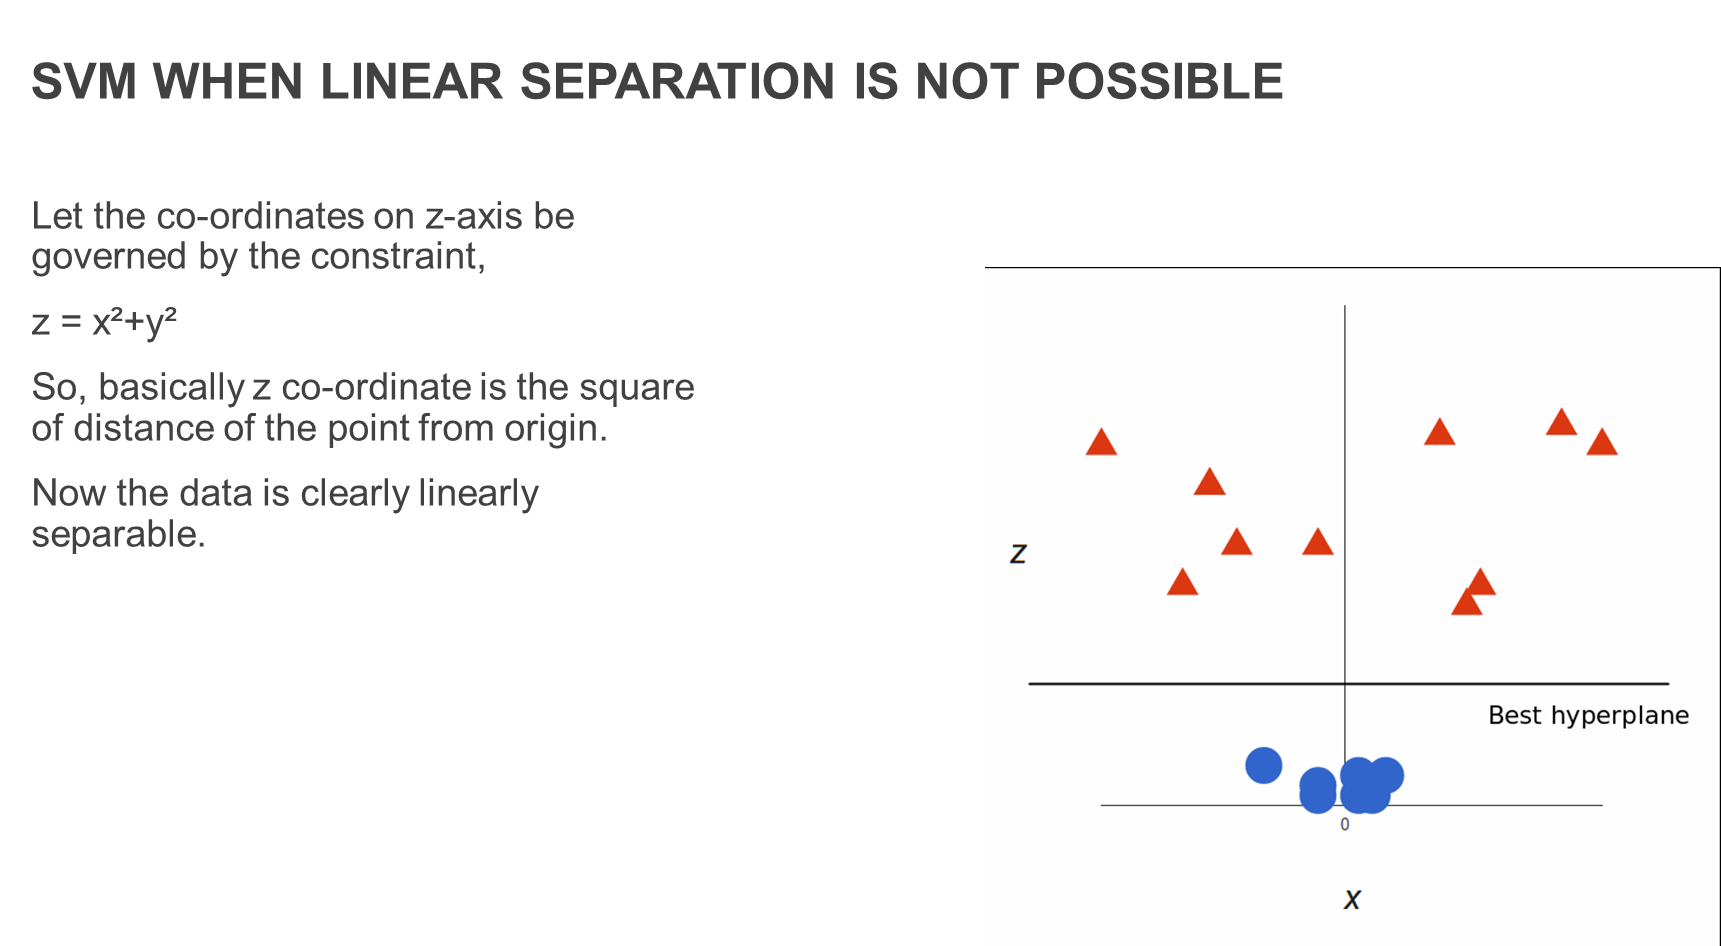 SVM WHEN LINEAR SEPARATION IS NOT POSSIBLE
Let the co-ordinates on z-axis be
governed by the constraint,
z = x²+y²
So, basically z co-ordinate is the square
of distance of the point from origin.
Now the data is clearly linearly
separable.
z
Best hyperplane
0
x